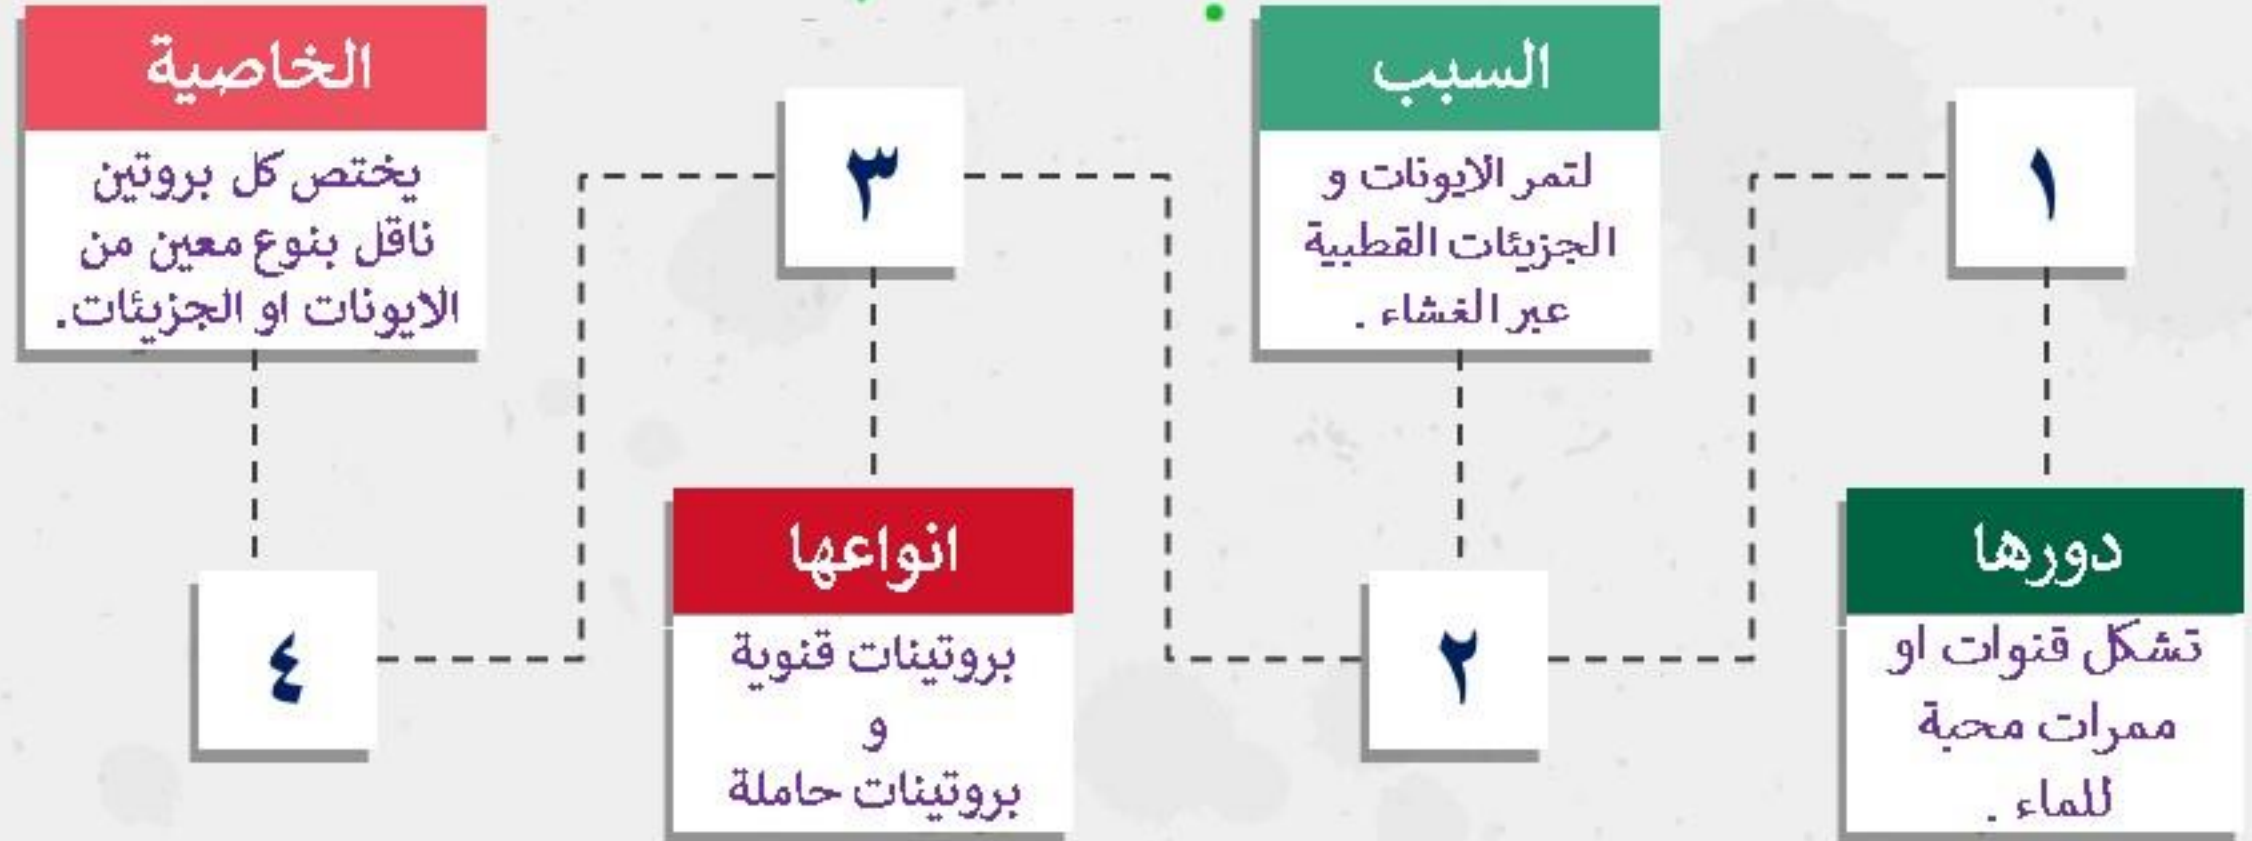 ١
دورها
تشكل قنوات او
ممرات محبة
للماء .
٢
السبب
لتمر الايونات و
الجزيئات القطبية
عبر الغشاء .
٣
انواعها
بروتينات قنوية
و
بروتينات حاملة
٤
الخاصية
يختص كل بروتين
ناقل بنوع معين من
الايونات او الجزيئات.